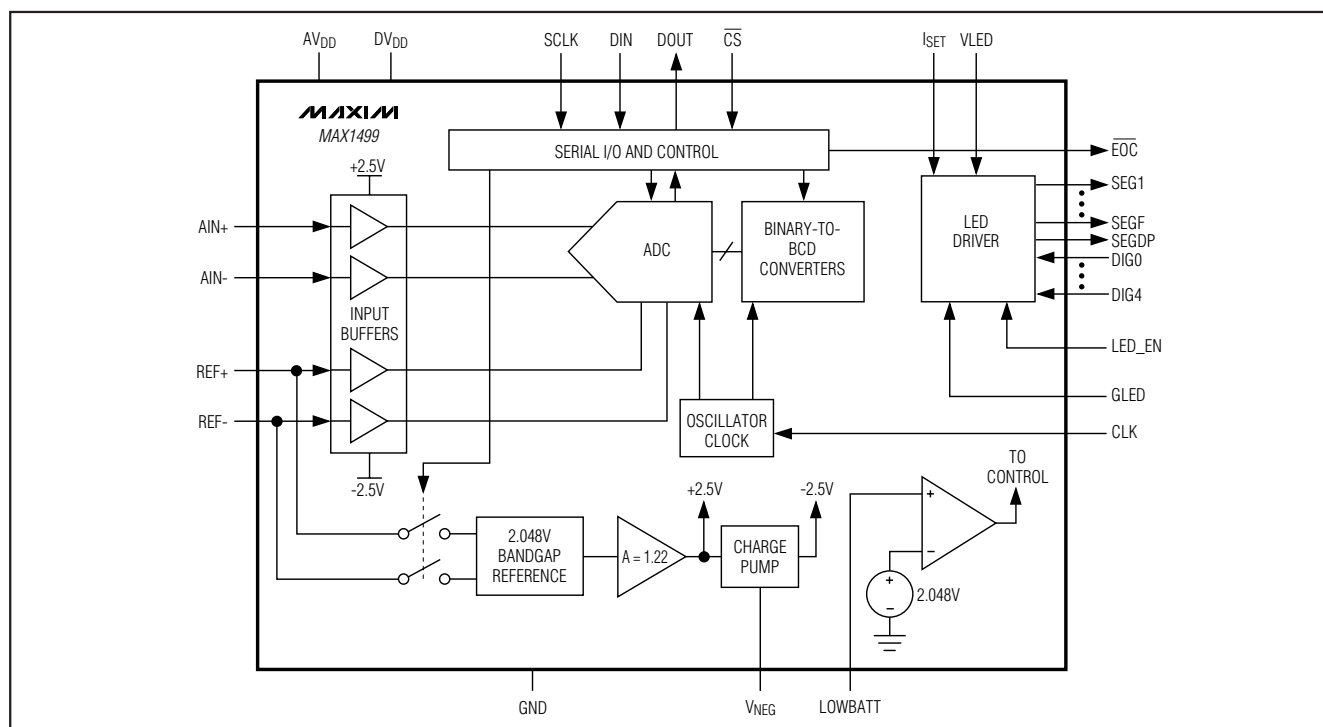 AVDD DVDD SCLK DIN DOUT CS ISET VLED
MAXIM
MAX1499
+2.5V
SERIAL I/O AND CONTROL
EOC
SEG1
SEGF
SEGDP
DIG0
DIG4
LED_EN
GLED
CLK
LED
DRIVER
AIN+
AIN-
REF+
REF-
INPUT
BUFFERS
-2.5V
ADC
BINARY-TO-
BCD
CONVERTERS
OSCILLATOR
CLOCK
2.048V
BANDGAP
REFERENCE
A = 1.22
+2.5V
CHARGE
PUMP
-2.5V
TO
CONTROL
+
-
+
-
2.048V
GND VNEG LOWBATT